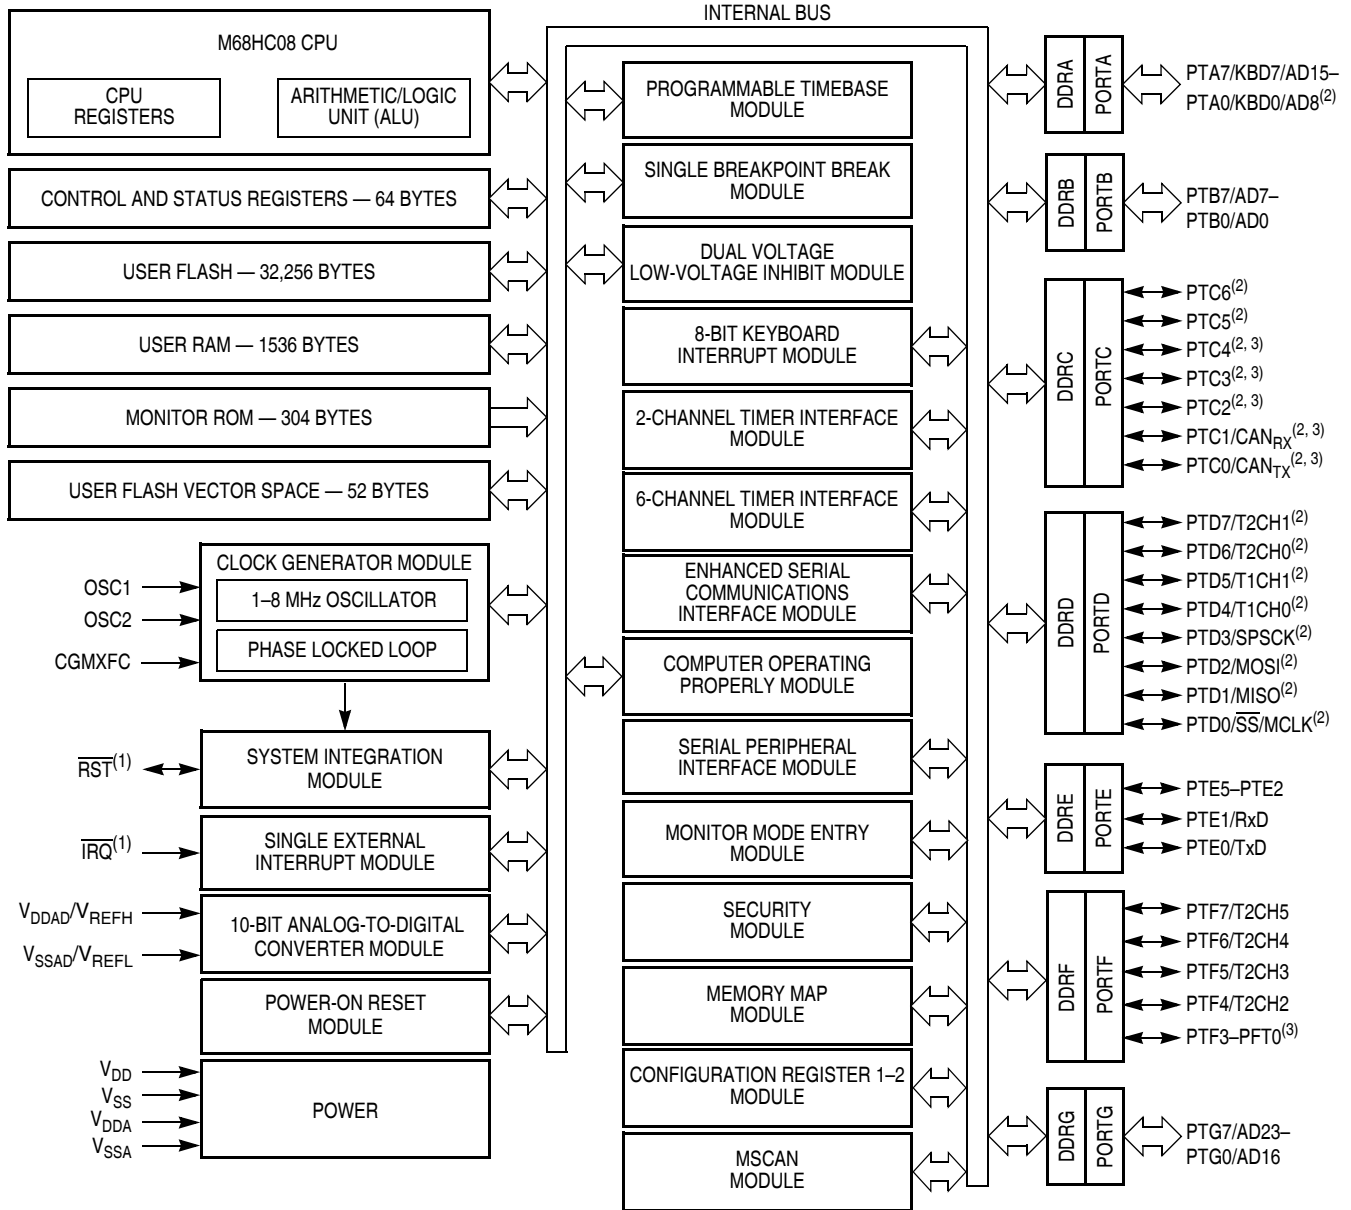 INTERNAL BUS
M68HC08 CPU
CPU
REGISTERS
ARITHMETIC/LOGIC
UNIT (ALU)
CONTROL AND STATUS REGISTERS — 64 BYTES
USER FLASH — 32,256 BYTES
USER RAM — 1536 BYTES
MONITOR ROM — 304 BYTES
USER FLASH VECTOR SPACE — 52 BYTES
CLOCK GENERATOR MODULE
1–8 MHz OSCILLATOR
PHASE LOCKED LOOP
OSC1
OSC2
CGMXFC
SYSTEM INTEGRATION
MODULE
RST(1)
SINGLE EXTERNAL
INTERRUPT MODULE
IRQ(1)
10-BIT ANALOG-TO-DIGITAL
CONVERTER MODULE
VDDAD/VREFH
VSSAD/VREFL
POWER-ON RESET
MODULE
POWER
VDD
VSS
VDDA
VSSA
PROGRAMMABLE TIMEBASE
MODULE
SINGLE BREAKPOINT BREAK
MODULE
DUAL VOLTAGE
LOW-VOLTAGE INHIBIT MODULE
8-BIT KEYBOARD
INTERRUPT MODULE
2-CHANNEL TIMER INTERFACE
MODULE
6-CHANNEL TIMER INTERFACE
MODULE
ENHANCED SERIAL
COMMUNICATIONS
INTERFACE MODULE
COMPUTER OPERATING
PROPERLY MODULE
SERIAL PERIPHERAL
INTERFACE MODULE
MONITOR MODE ENTRY
MODULE
SECURITY
MODULE
MEMORY MAP
MODULE
CONFIGURATION REGISTER 1–2
MODULE
MSCAN
MODULE
DDRA
PORTA
PTA7/KBD7/AD15–
PTA0/KBD0/AD8(2)
DDRB
PORTB
PTB7/AD7–
PTB0/AD0
DDRC
PORTC
PTC6(2)
PTC5(2)
PTC4(2, 3)
PTC3(2, 3)
PTC2(2, 3)
PTC1/CANRX(2, 3)
PTC0/CANTX(2, 3)
DDRD
PORTD
PTD7/T2CH1(2)
PTD6/T2CH0(2)
PTD5/T1CH1(2)
PTD4/T1CH0(2)
PTD3/SPSCK(2)
PTD2/MOSI(2)
PTD1/MISO(2)
PTD0/SS/MCLK(2)
DDRE
PORTE
PTE5–PTE2
PTE1/RxD
PTE0/TxD
DDRF
PORTF
PTF7/T2CH5
PTF6/T2CH4
PTF5/T2CH3
PTF4/T2CH2
PTF3–PFT0(3)
DDRG
PORTG
PTG7/AD23–
PTG0/AD16